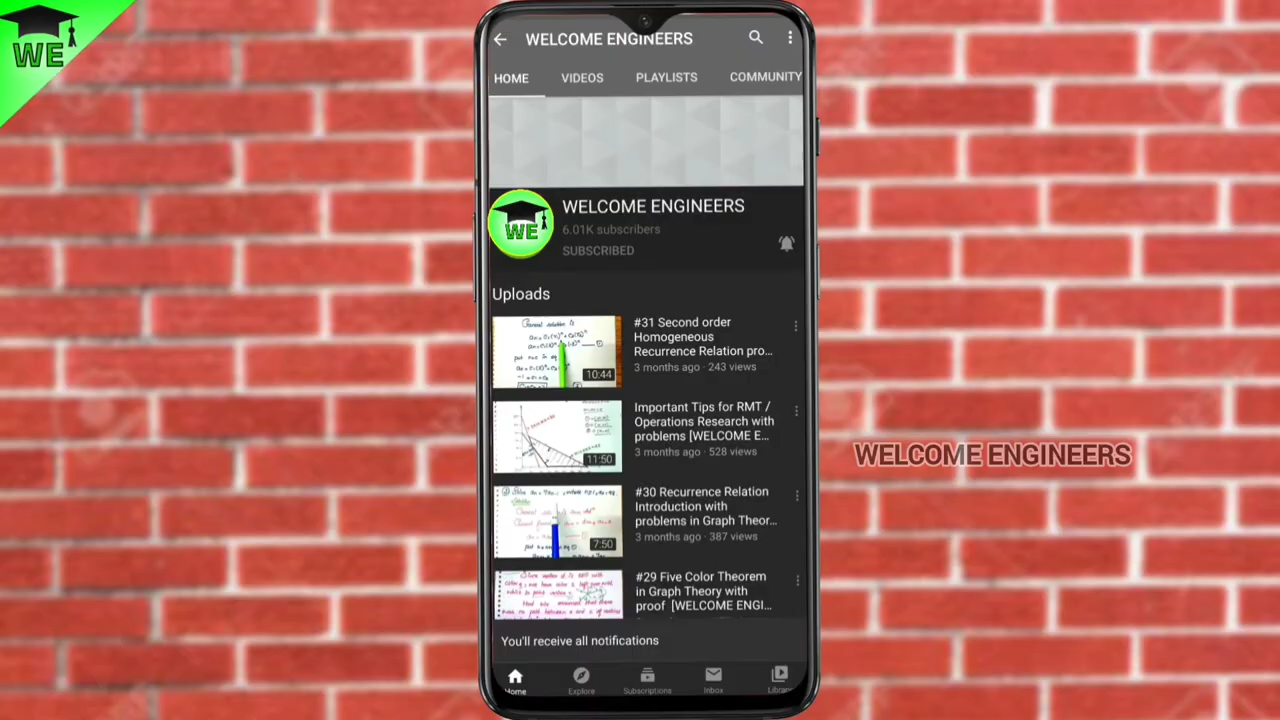 WE
WELCOME ENGINEERS
HOME VIDEOS PLAYLISTS COMMUNITY
WE
WELCOME ENGINEERS
6.01K subscribers
SUBSCRIBED
Uploads
10:44
#31 Second order
Homogeneous
Recurrence Relation pro...
3 months ago · 243 views
11:50
Important Tips for RMT /
Operations Research with
problems [WELCOME E...
3 months ago · 528 views
7:50
#30 Recurrence Relation
Introduction with
problems in Graph Theor...
3 months ago · 387 views
#29 Five Color Theorem
in Graph Theory with
proof [WELCOME ENGI...
You'll receive all notifications
Home Explore Subscriptions Inbox Library
WELCOME ENGINEERS